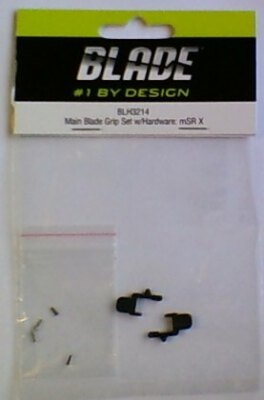 BLADE
#1 BY DESIGN
BLH3214
Main Blade Grip Set w/Hardware: mSR X